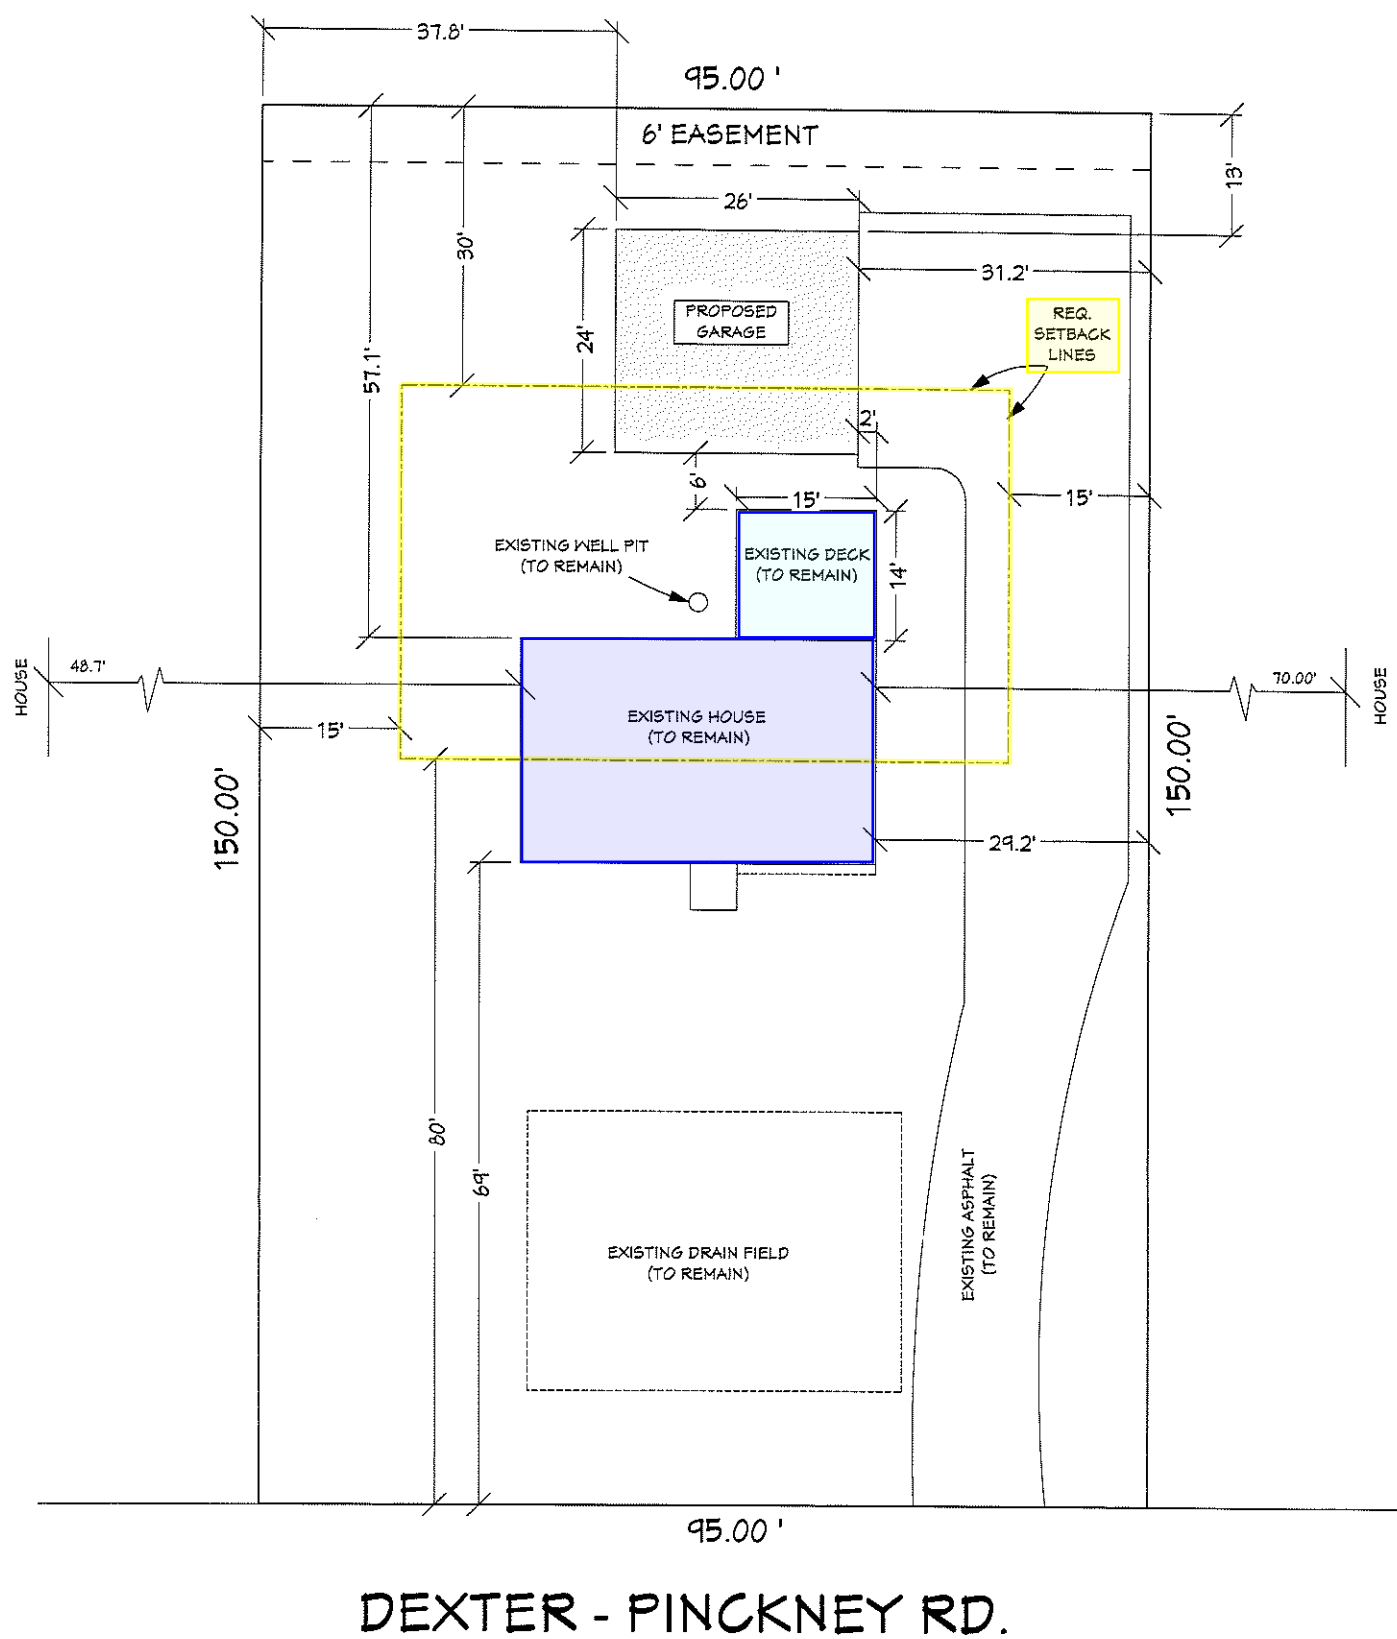 37.8'
95.00 '
6' EASEMENT
13'
26'
30'
31.2'
PROPOSED
GARAGE
REQ.
SETBACK
LINES
24'
57.1'
2'
6'
15'
15'
EXISTING WELL PIT
(TO REMAIN)
EXISTING DECK
(TO REMAIN)
14'
HOUSE
48.7'
70.00'
HOUSE
EXISTING HOUSE
(TO REMAIN)
15'
150.00'
150.00'
29.2'
80'
69'
EXISTING ASPHALT
(TO REMAIN)
EXISTING DRAIN FIELD
(TO REMAIN)
95.00 '
DEXTER - PINCKNEY RD.